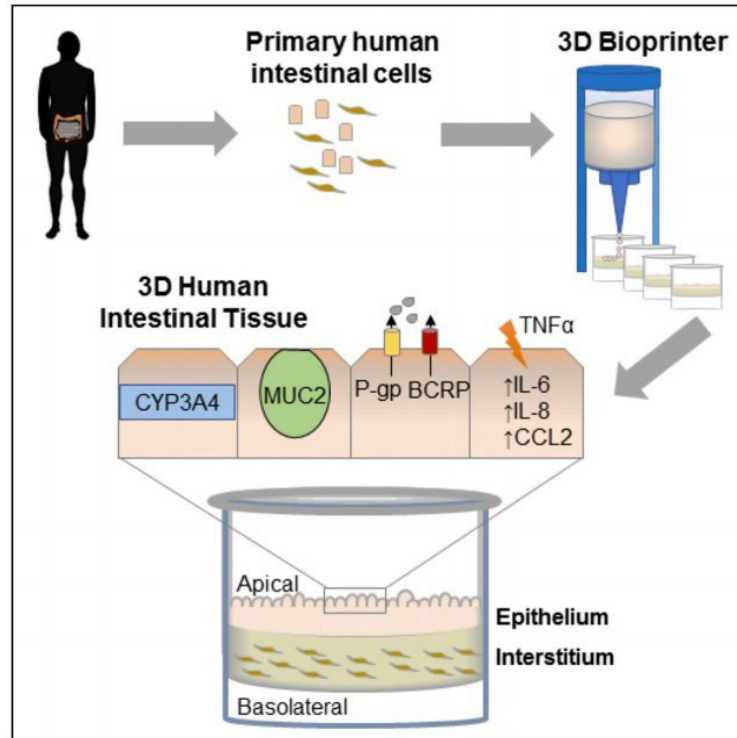 Primary human
intestinal cells
3D Bioprinter
3D Human
Intestinal Tissue
CYP3A4
MUC2
P-gp BCRP
TNFα
↑IL-6
↑IL-8
↑CCL2
Apical
Epithelium
Interstitium
Basolateral